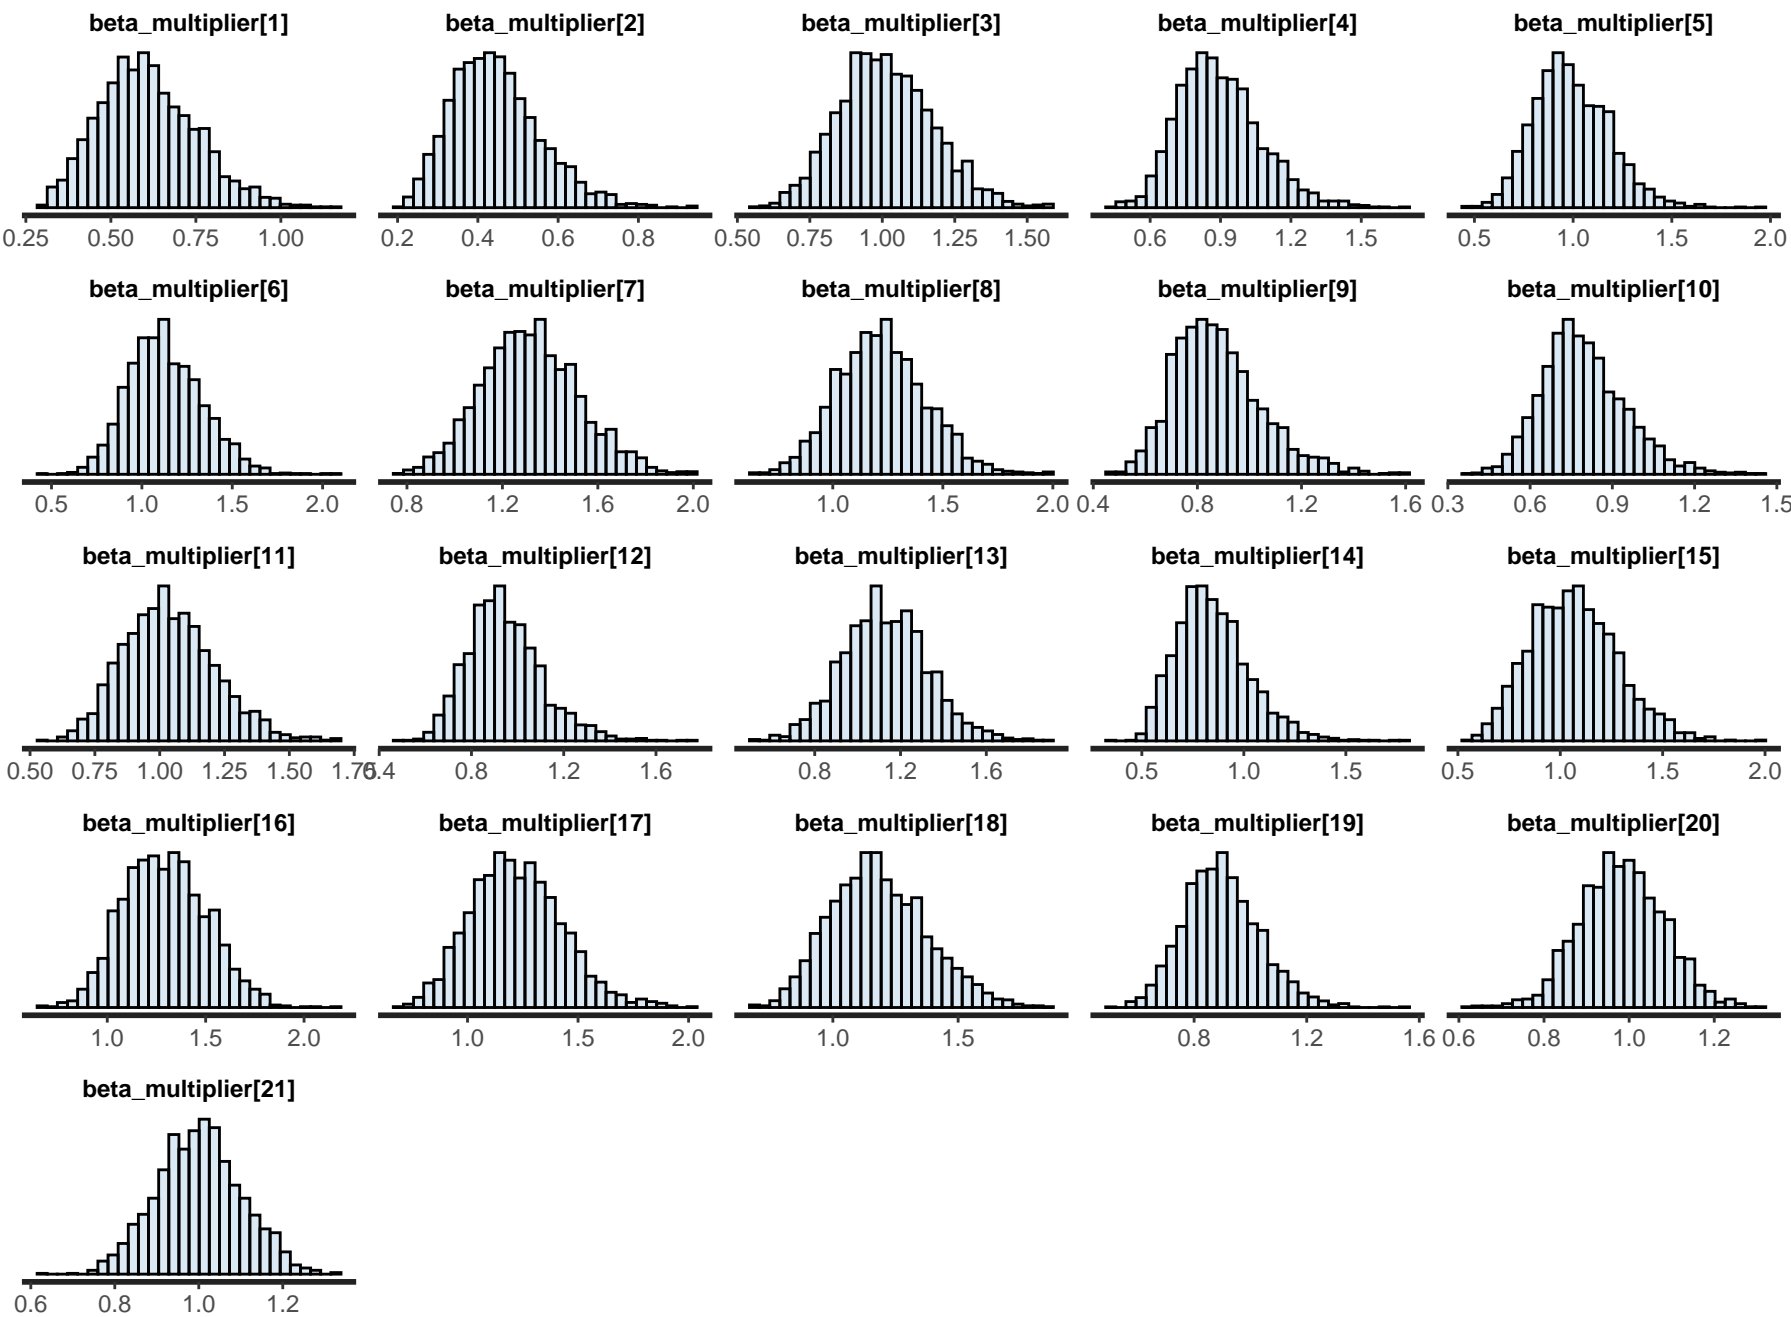 beta_multiplier[1] beta_multiplier[2] beta_multiplier[3] beta_multiplier[4] beta_multiplier[5]
0.25 0.50 0.75 1.00 0.2 0.4 0.6 0.8 0.50 0.75 1.00 1.25 1.50 0.6 0.9 1.2 1.5 0.5 1.0 1.5 2.0
beta_multiplier[6] beta_multiplier[7] beta_multiplier[8] beta_multiplier[9] beta_multiplier[10]
0.5 1.0 1.5 2.0 0.8 1.2 1.6 2.0 1.0 1.5 2.0 0.4 0.8 1.2 1.6 0.3 0.6 0.9 1.2 1.5
beta_multiplier[11] beta_multiplier[12] beta_multiplier[13] beta_multiplier[14] beta_multiplier[15]
0.50 0.75 1.00 1.25 1.50 1.75 0.4 0.8 1.2 1.6 0.8 1.2 1.6 0.5 1.0 1.5 0.5 1.0 1.5 2.0
beta_multiplier[16] beta_multiplier[17] beta_multiplier[18] beta_multiplier[19] beta_multiplier[20]
1.0 1.5 2.0 1.0 1.5 2.0 1.0 1.5 0.8 1.2 1.6 0.6 0.8 1.0 1.2
beta_multiplier[21]
0.6 0.8 1.0 1.2